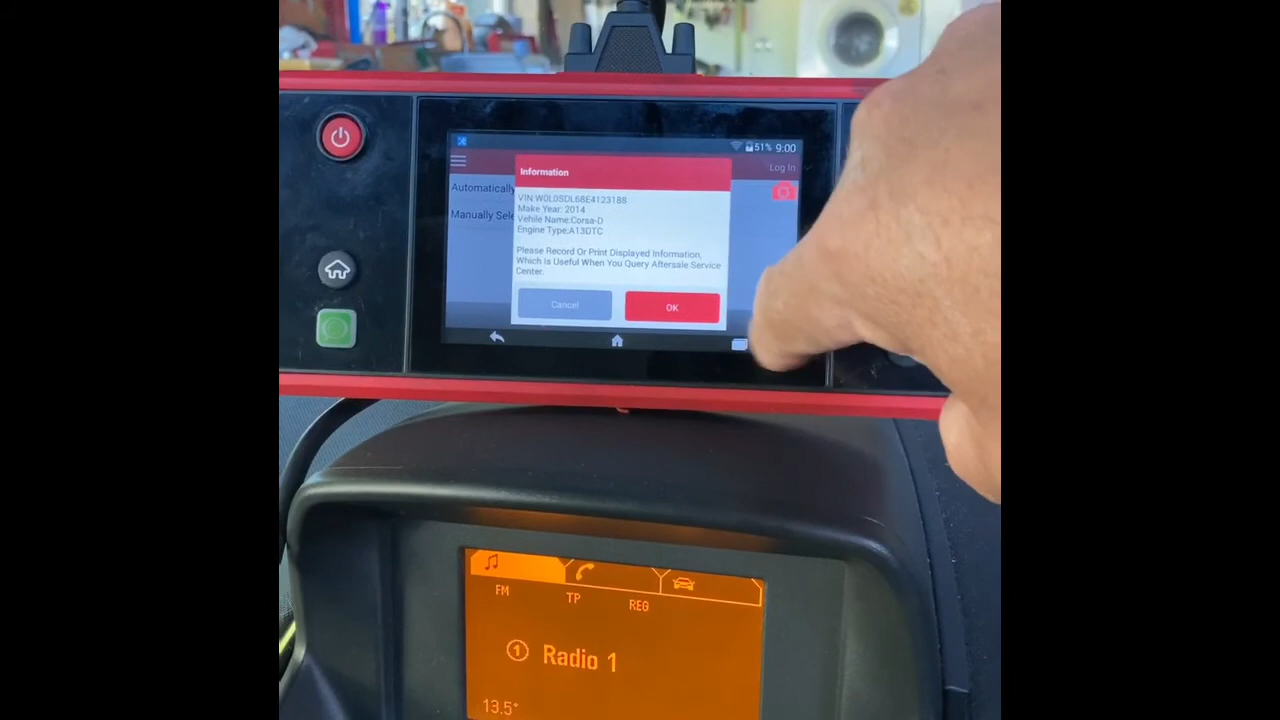 51% 9:00
Log In
Automatically
Manually Sele
Information
VIN:W0L0SDL68E4123188
Make Year: 2014
Vehile Name:Corsa-D
Engine Type:A13DTC
Please Record Or Print Displayed Information,
Which is Useful When You Query Aftersale Service
Center.
Cancel
OK
FM
TP
REG
1 Radio 1
13.5°